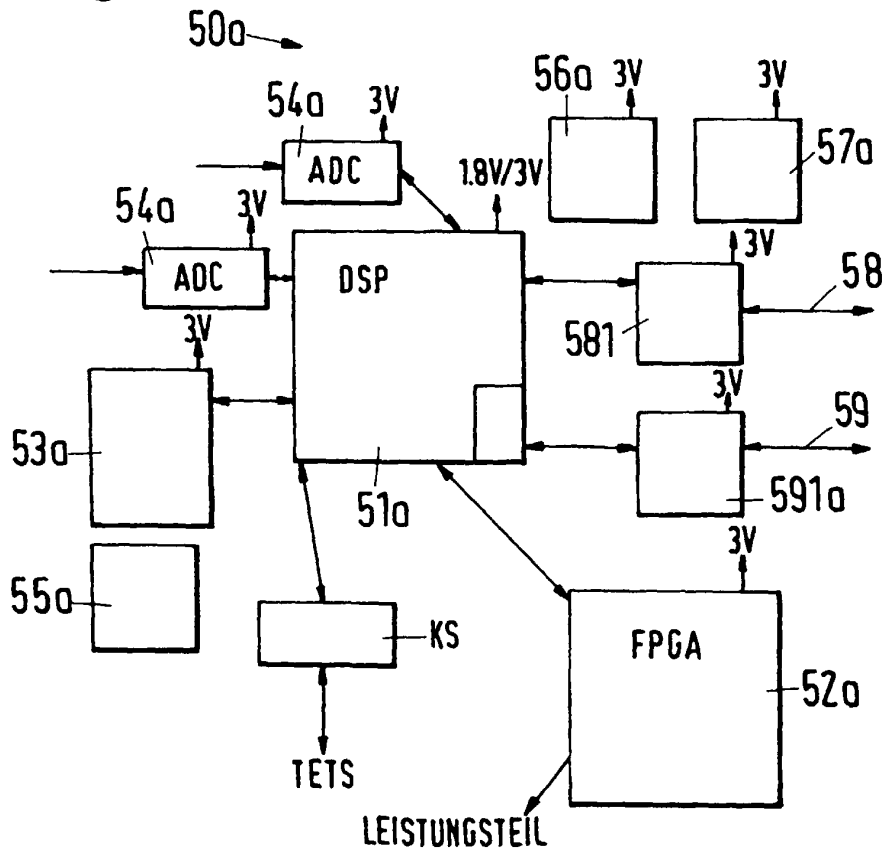 50a
54a
3V
56a
3V
3V
ADC
1.8V/3V
57a
54a
3V
3V
ADC
DSP
58
581
3V
3V
53a
59
51a
591a
3V
55a
KS
FPGA
52a
TETS
LEISTUNGSTEIL